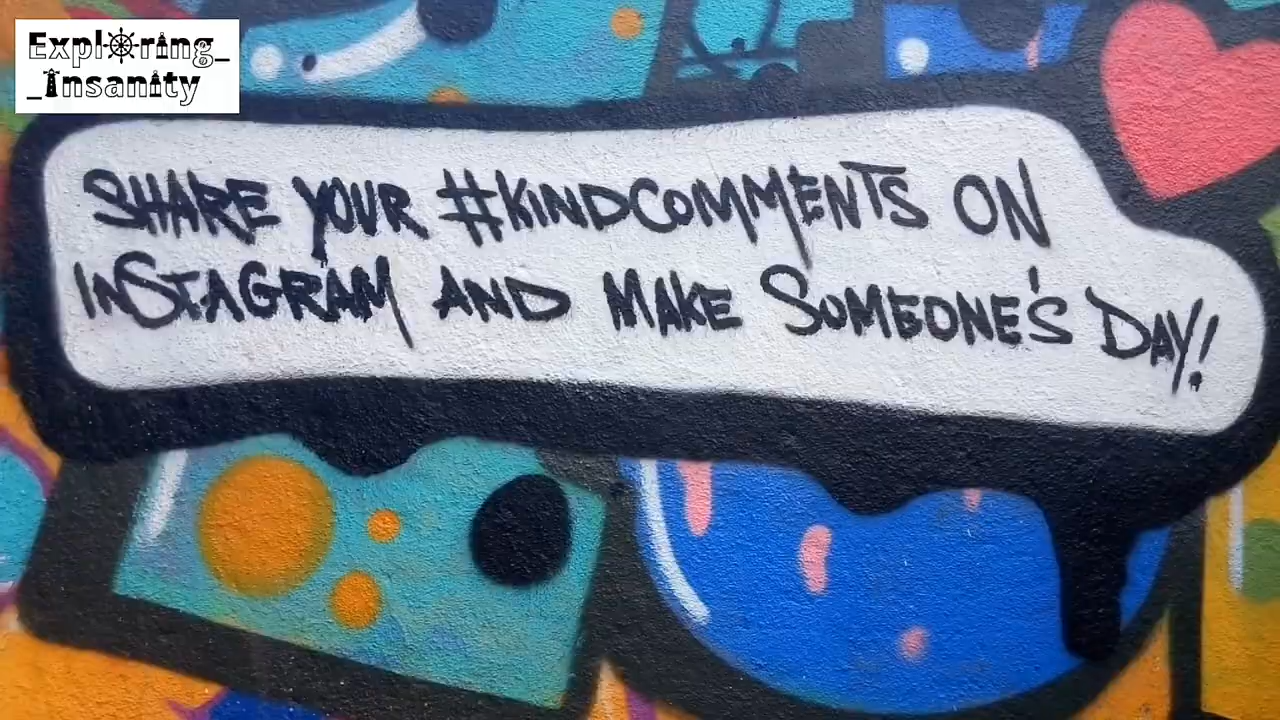 Exploring_
_Insanity
SHARE YOUR #KINDCOMMENTS ON
INSTAGRAM AND MAKE SOMEONE'S DAY!